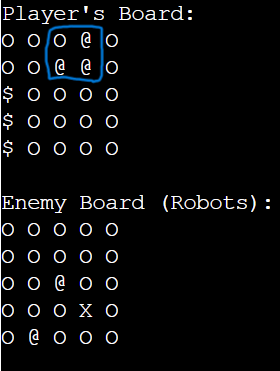 Player's Board:
O O O @ O
O O @ @ O
$ O O O O
$ O O O O
$ O O O O
Enemy Board (Robots):
O O O O O
O O O O O
O O @ O O
O O O X O
O @ O O O